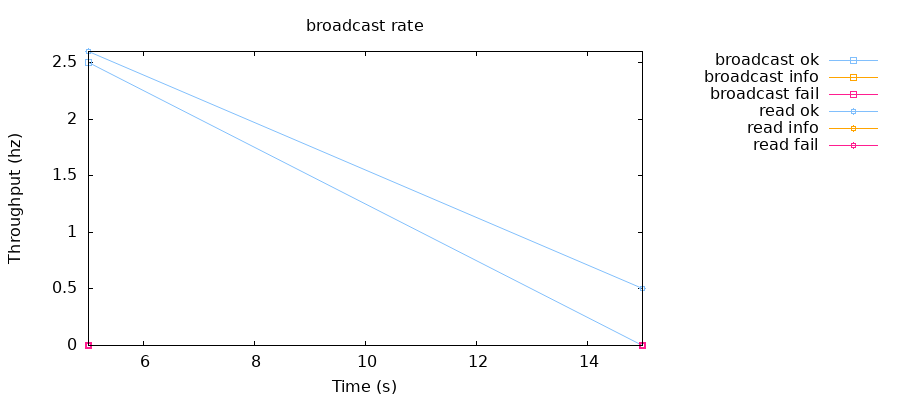 broadcast rate
Throughput (hz)
2.5
2
1.5
1
0.5
0
6
8
10
12
14
Time (s)
broadcast ok
broadcast info
broadcast fail
read ok
read info
read fail